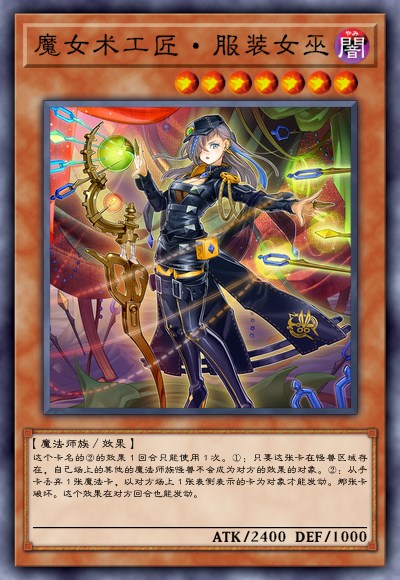 魔女术工匠・服装女巫
闇
やみ
【魔法师族／效果】
这个卡名的②的效果1回合只能使用1次。①：只要这张卡在怪兽区域存
在，自己场上的其他的魔法师族怪兽不会成为对方的效果的对象。②：从手
卡丢弃1张魔法卡，以对方场上1张表侧表示的卡为对象才能发动。那张卡
破坏。这个效果在对方回合也能发动。
ATK/2400 DEF/1000